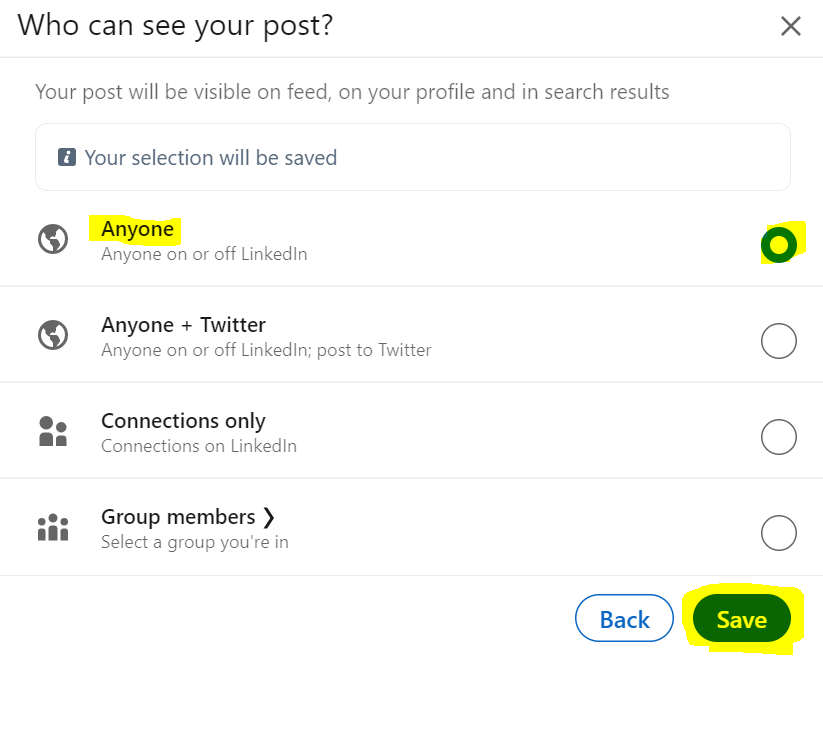 Who can see your post?
Your post will be visible on feed, on your profile and in search results
Your selection will be saved
Anyone
Anyone on or off LinkedIn
Anyone + Twitter
Anyone on or off LinkedIn; post to Twitter
Connections only
Connections on LinkedIn
Group members ❯
Select a group you're in
Back
Save